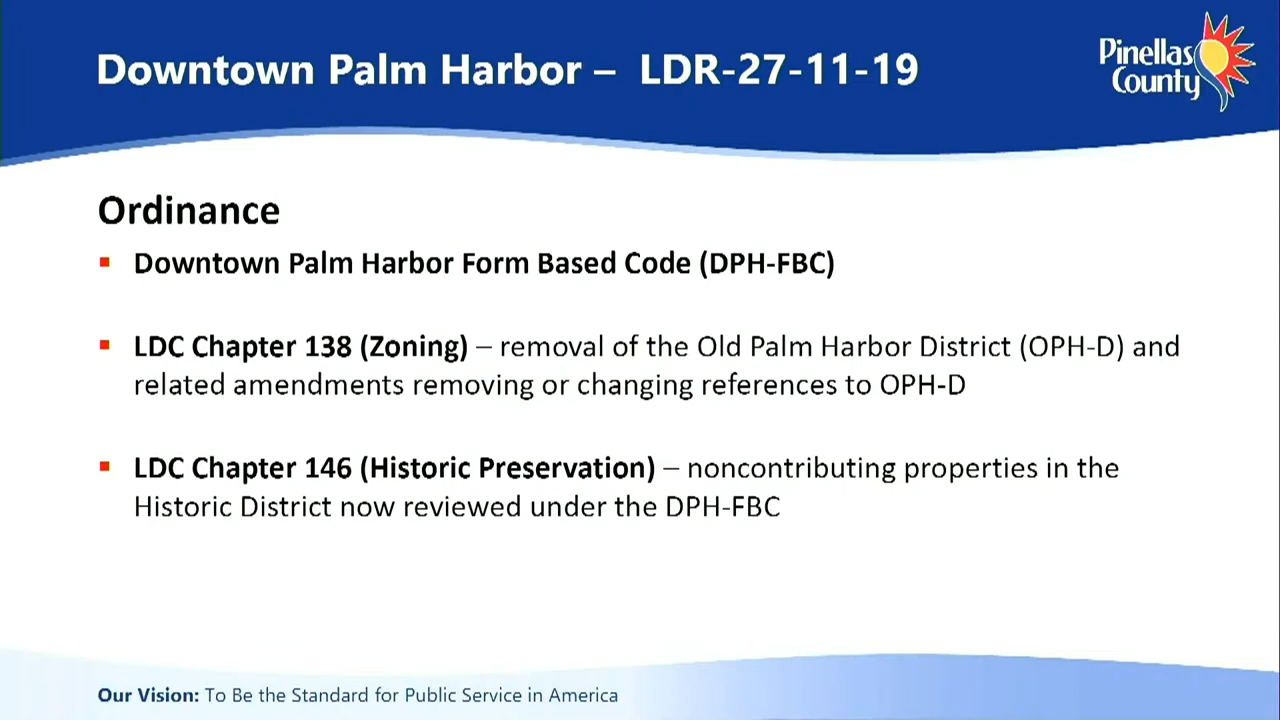 Downtown Palm Harbor – LDR-27-11-19
Pinellas
County
Ordinance
Downtown Palm Harbor Form Based Code (DPH-FBC)
LDC Chapter 138 (Zoning) – removal of the Old Palm Harbor District (OPH-D) and
related amendments removing or changing references to OPH-D
LDC Chapter 146 (Historic Preservation) – noncontributing properties in the
Historic District now reviewed under the DPH-FBC
Our Vision: To Be the Standard for Public Service in America